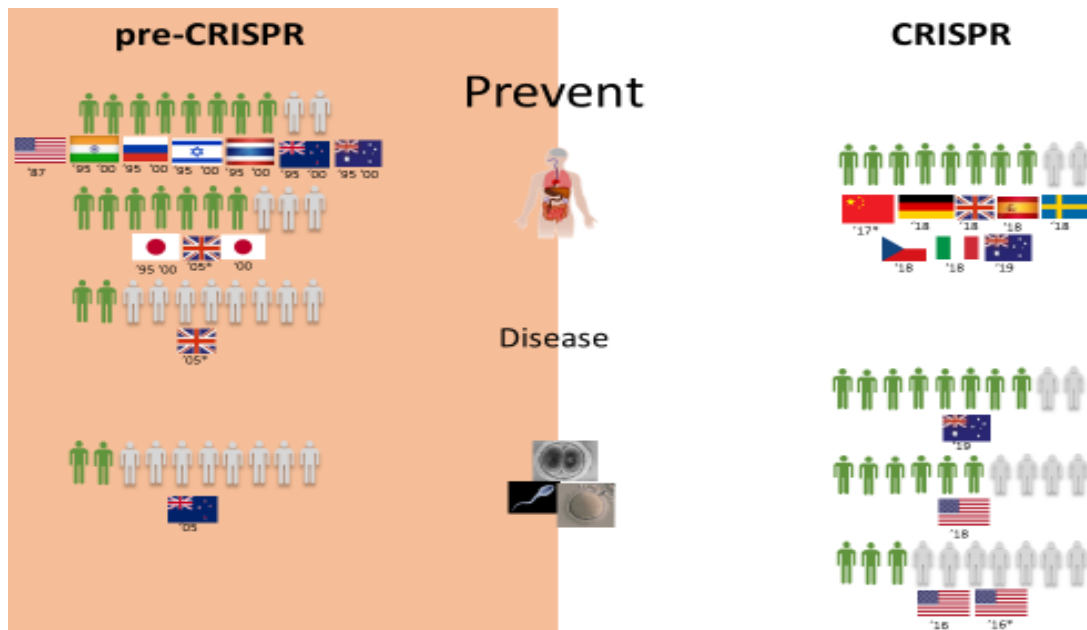 pre-CRISPR
CRISPR
Prevent
'87 '95 '00 '95 '00 '95 '00 '95 '00 '95 '00 '95 '00
'95 '00 '05* '00
'05*
'17* '18 '18 '18 '18
'18 '18 '19
Disease
'05
'19
'18
'16 '16*